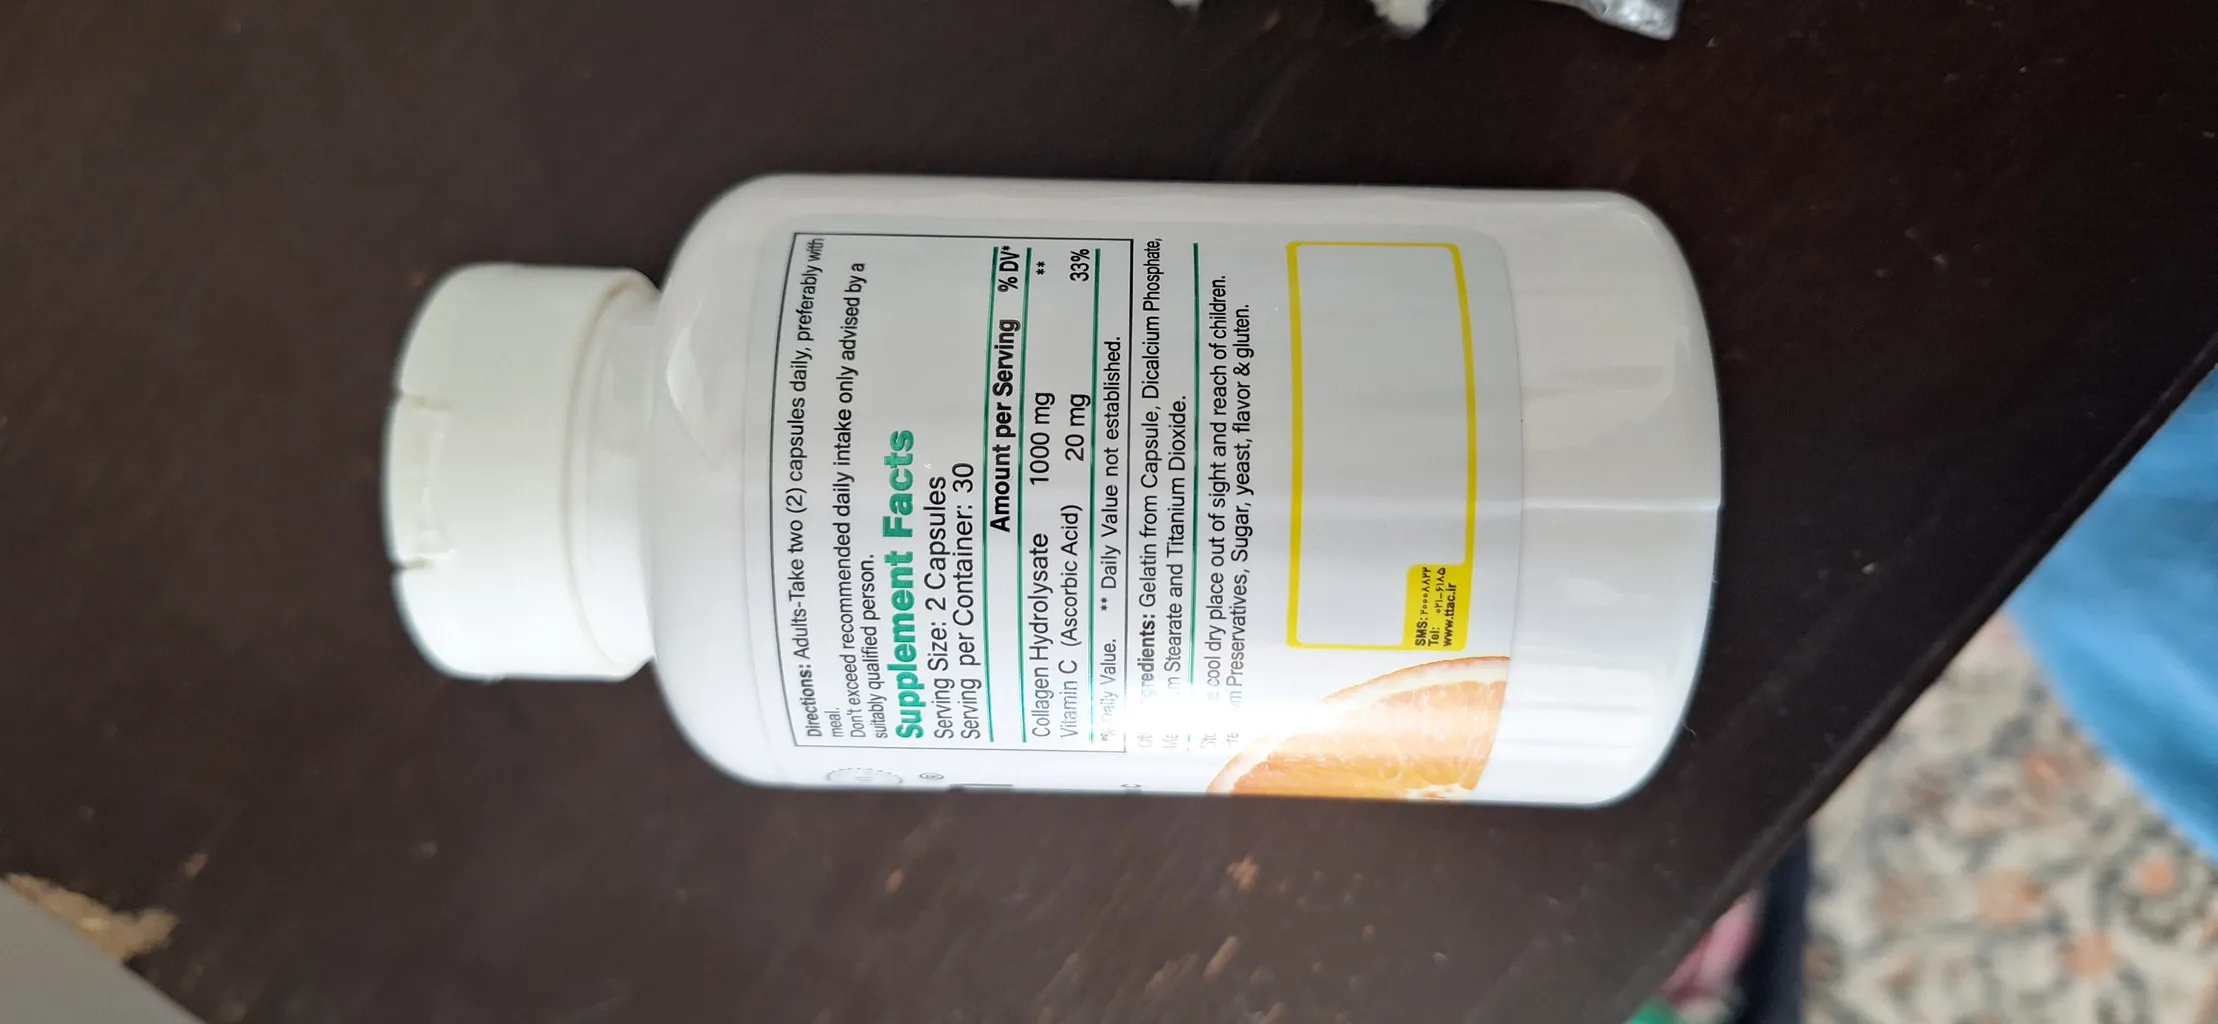 Directions: Adults-Take two (2) capsules daily, preferably with
meal.
Don't exceed recommended daily intake only advised by a
suitably qualified person.
Supplement Facts
Serving Size: 2 Capsules
Serving per Container: 30
Amount per Serving % DV*
Collagen Hydrolysate 1000 mg **
Vitamin C (Ascorbic Acid) 20 mg 33%
Daily Value. ** Daily Value not established.
redients: Gelatin from Capsule, Dicalcium Phosphate,
m Stearate and Titanium Dioxide.
cool dry place out of sight and reach of children.
m Preservatives, Sugar, yeast, flavor & gluten.
SMS: ۲۰۰۰۸۸۲۲
Tel: ۰۲۱-۶۱۸۵
www.ttac.ir
®